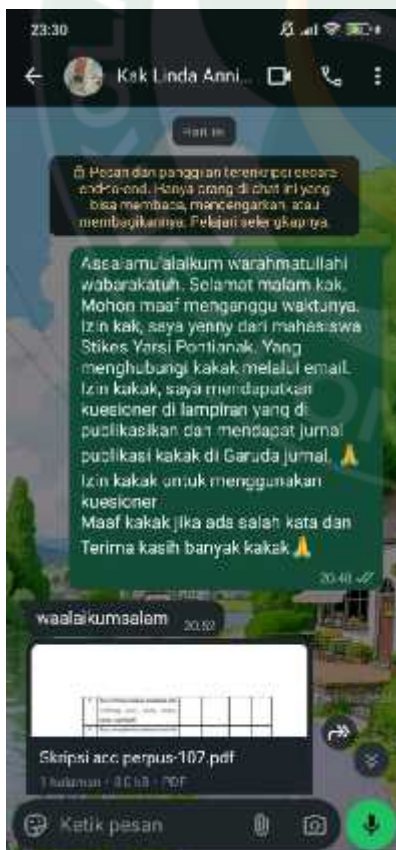 23:30
Kak Linda Anni...
Hari ini
Pesan dan panggilan terenkripsi secara
end-to-end. Hanya orang di chat ini yang
bisa membaca, mendengarkan, atau
membagikannya. Pelajari selengkapnya.
Assalamu'alaikum warahmatullahi
wabarakatuh. Selamat malam kak.
Mohon maaf menganggu waktunya.
Izin kak, saya yenny dari mahasiswa
Stikes Yarsi Pontianak. Yang
menghubungi kakak melalui email.
Izin kakak, saya mendapatkan
kuesioner di lampiran yang di
publikasikan dan mendapat jurnal
publikasi kakak di Garuda jurnal. 🙏
Izin kakak untuk menggunakan
kuesioner
Maaf kakak jika ada salah kata dan
Terima kasih banyak kakak 🙏
20.40
waalaikumsalam 20.52
Skripsi acc perpus-107.pdf
1 halaman • kB • PDF
Ketik pesan